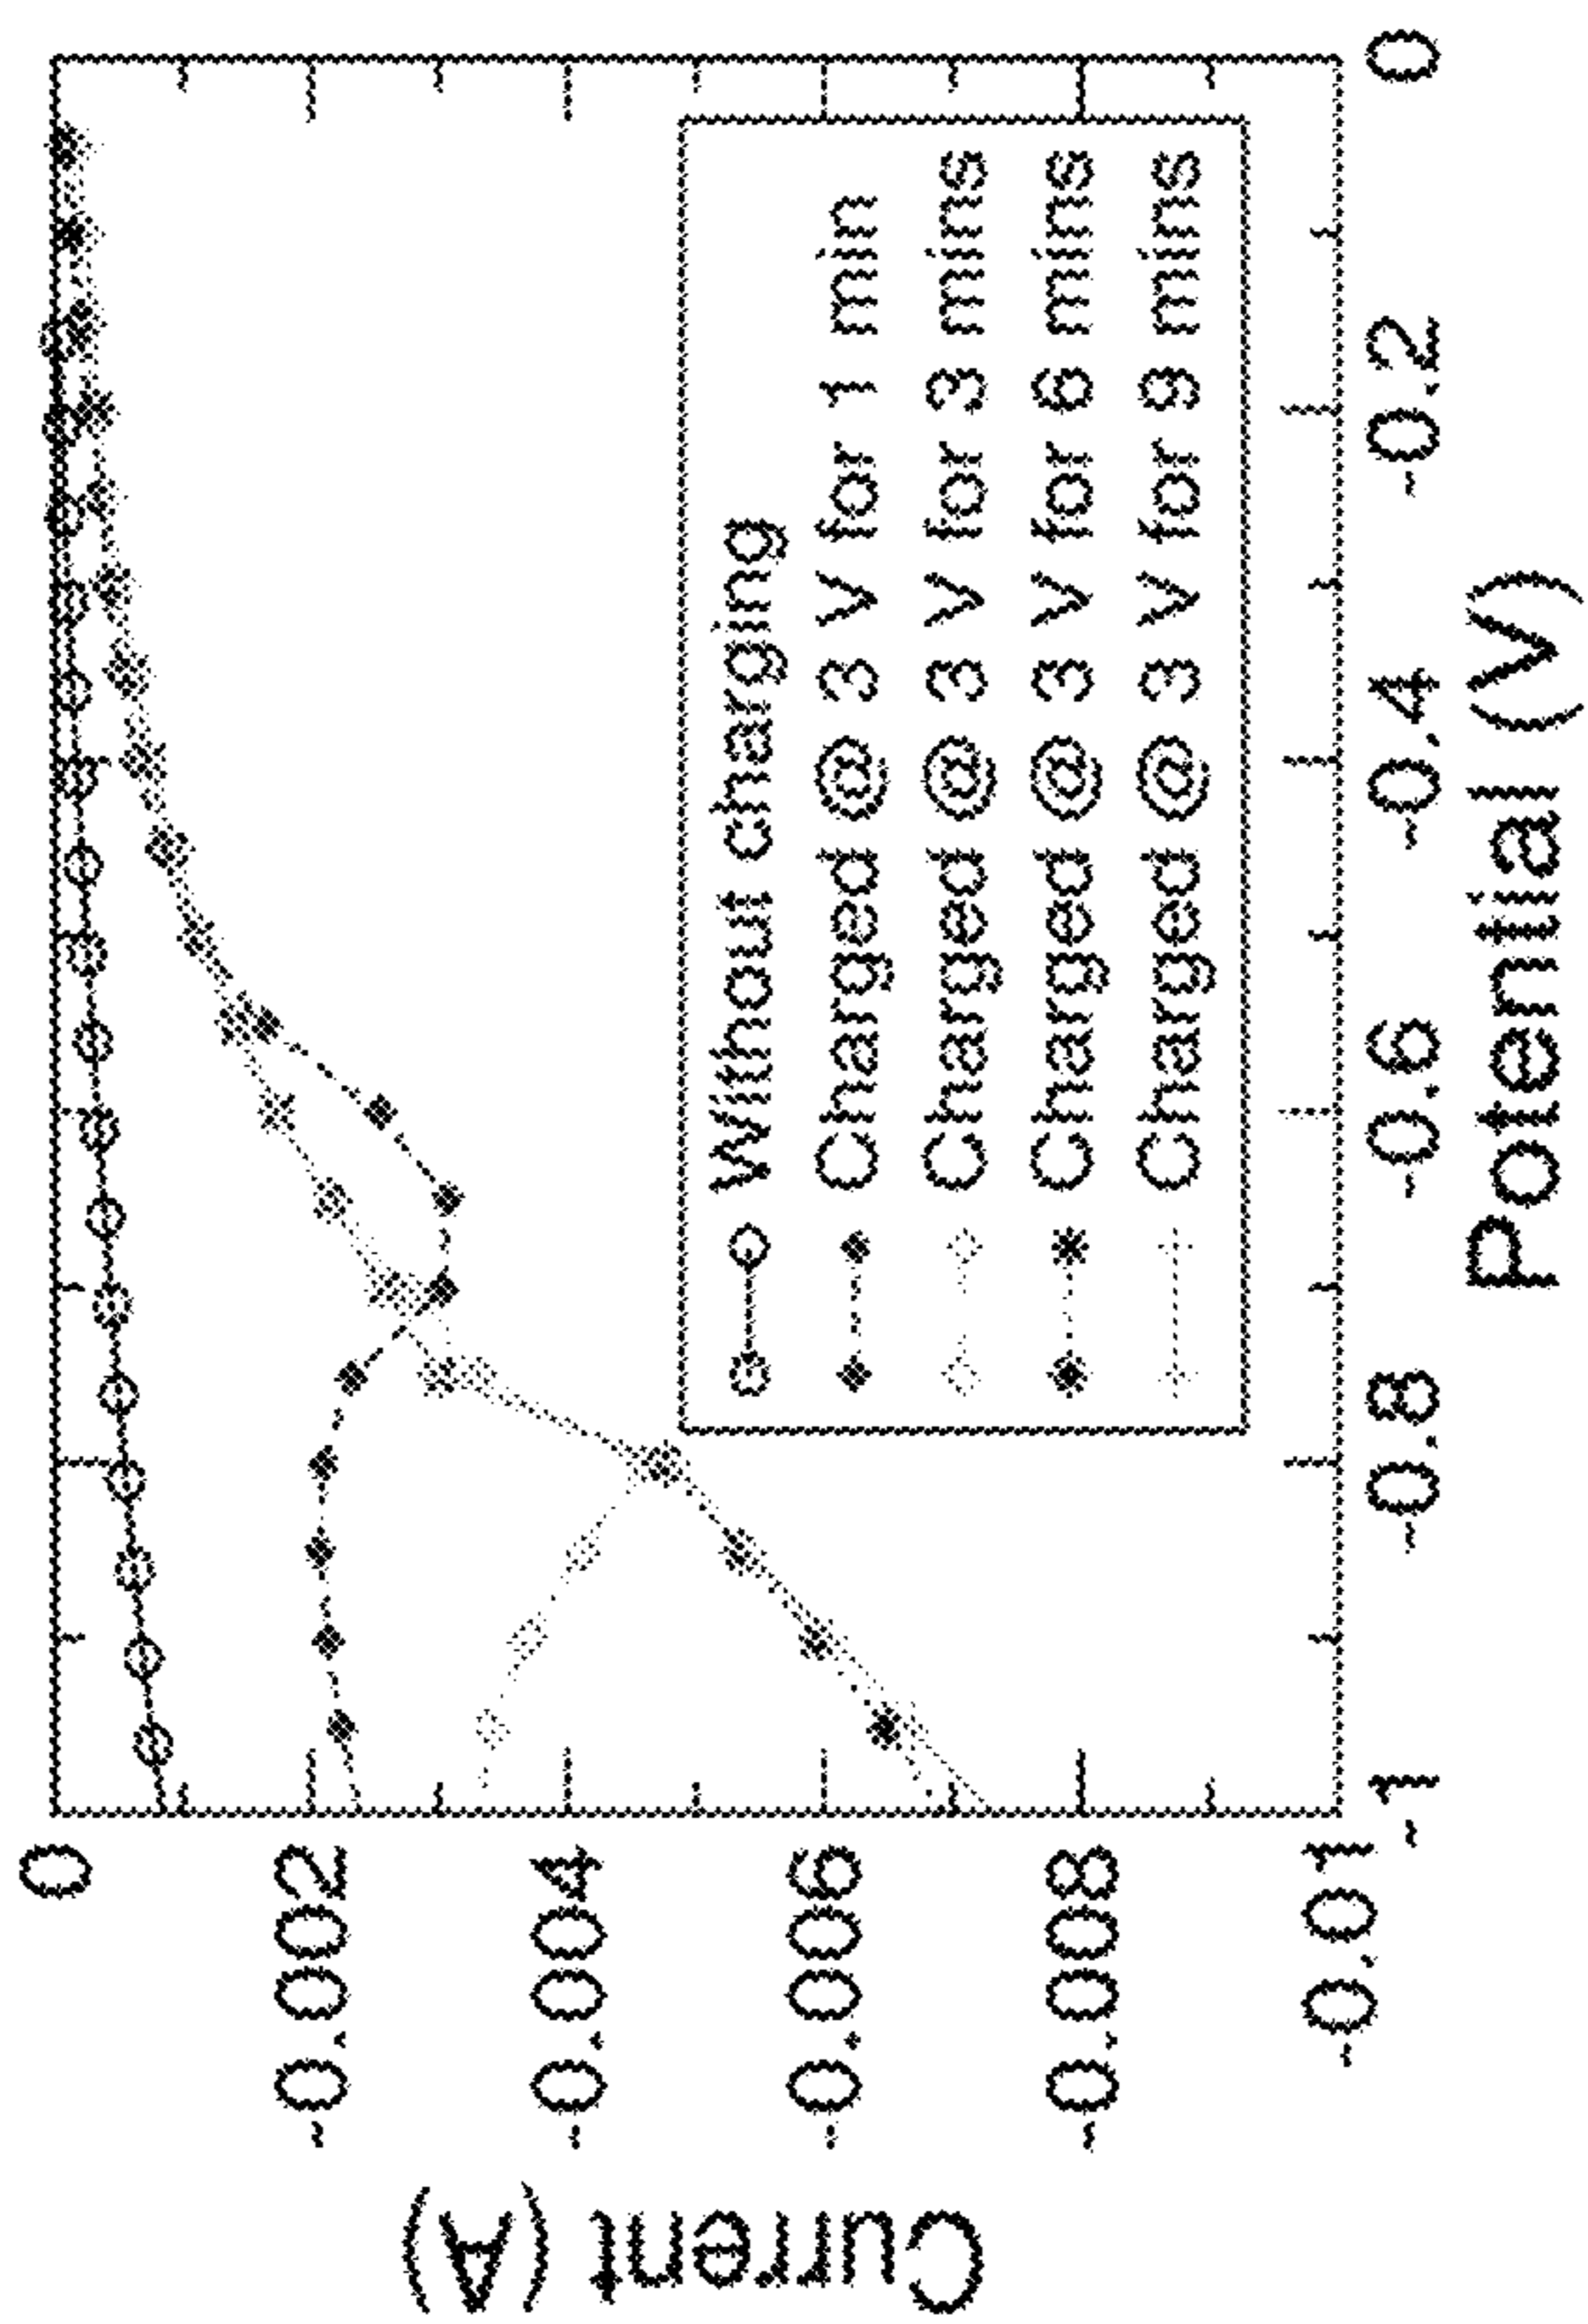 Current (A)
0
-0.002
-0.004
-0.006
-0.008
-0.01
Without charging
Charged @ 3 V for 1 min
Charged @ 3 V for 3 mins
Charged @ 3 V for 6 mins
Charged @ 3 V for 9 mins
-1 -0.8 -0.6 -0.4 -0.2 0
Potential (V)